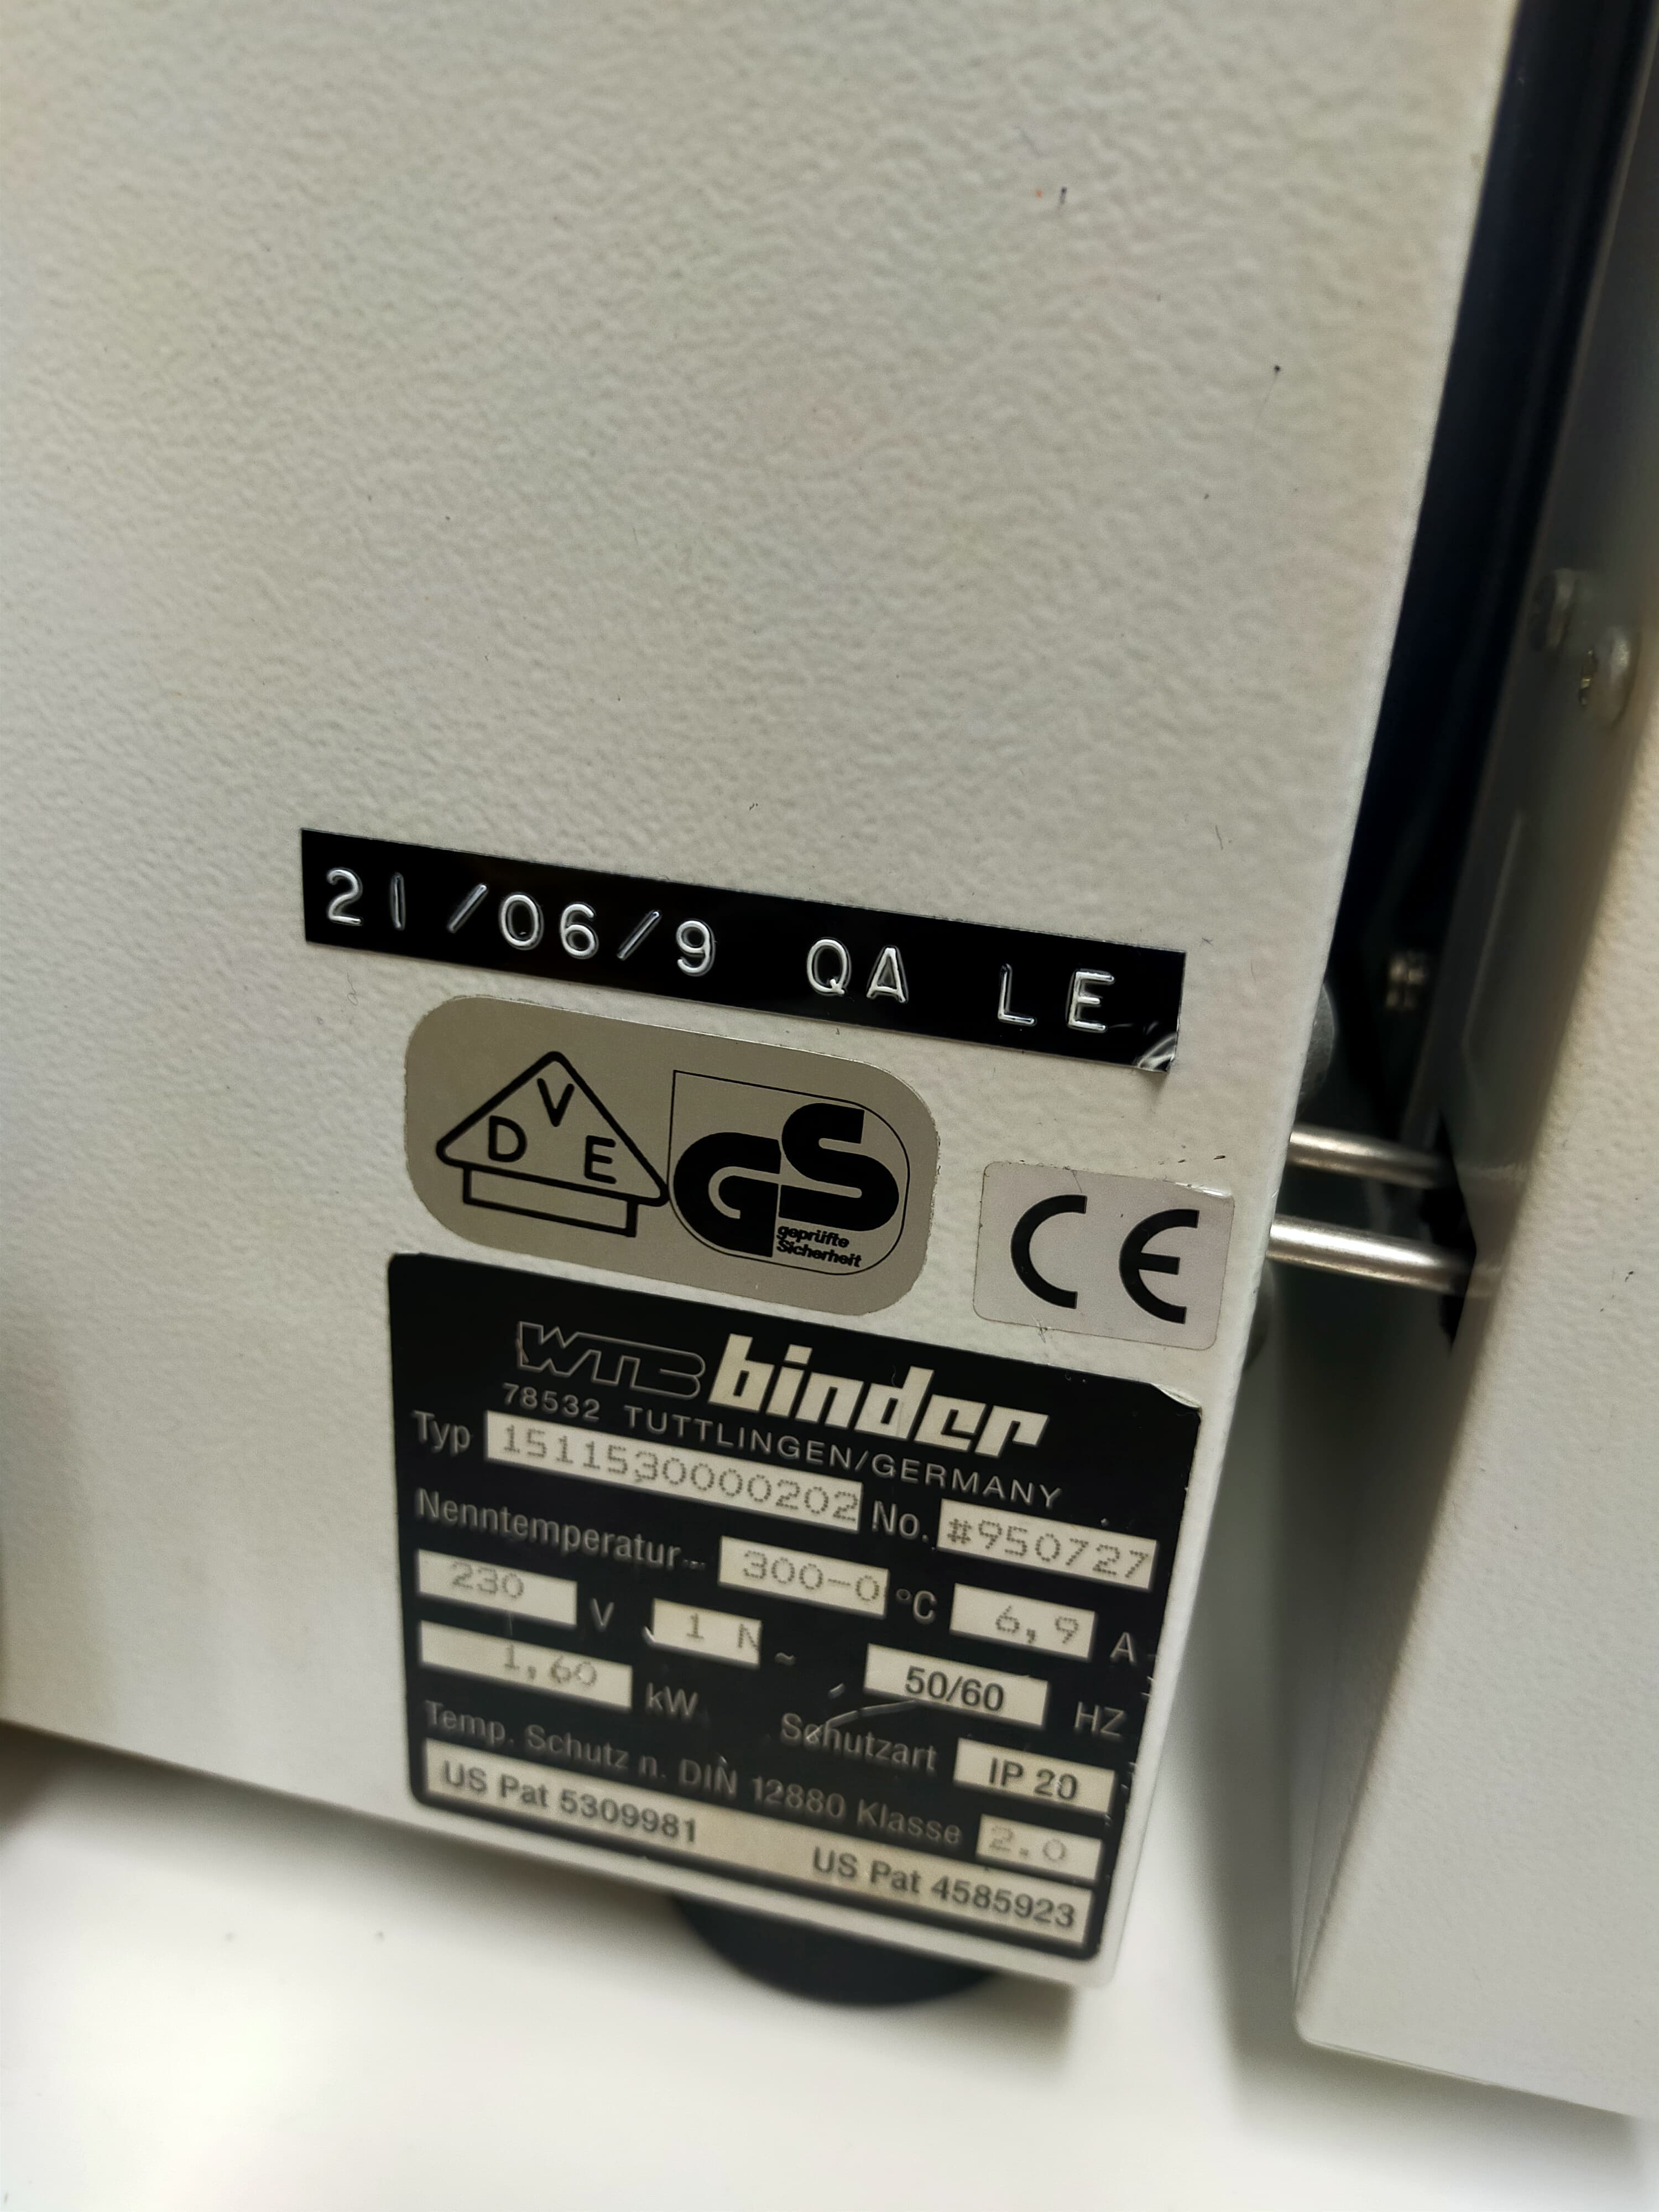 21/06/9 QA LE
VDE
GS
geprüfte
Sicherheit
CE
WTB binder
78532 TUTTLINGEN/GERMANY
Typ 1511530000202 No. #950727
Nenntemperatur 300-0 °C 6,9 A
230 V 1 N ~ 50/60 HZ
1,60 kW Schutzart IP 20
Temp. Schutz n. DIN 12880 Klasse 2.0
US Pat 5309981 US Pat 4585923